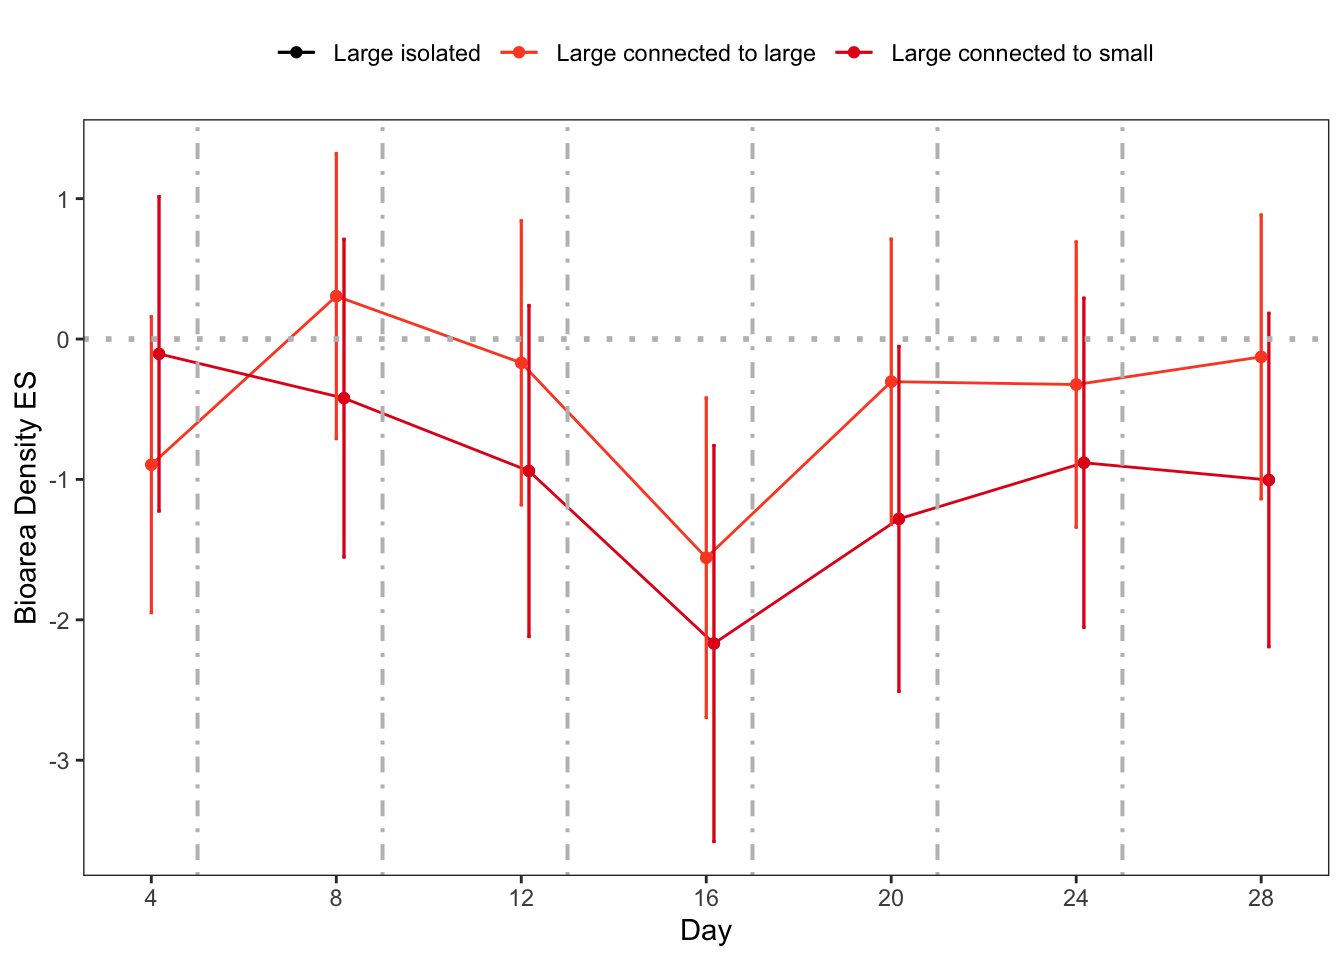 Large isolated Large connected to large Large connected to small
Bioarea Density ES
1
0
-1
-2
-3
4 8 12 16 20 24 28
Day